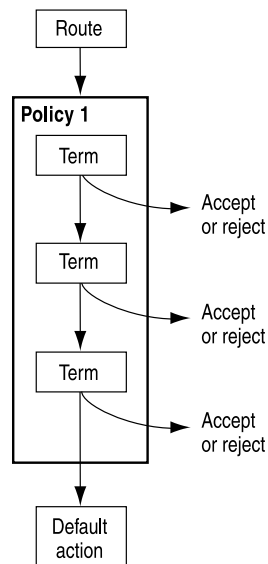 Route
Policy 1
Term
Accept
or reject
Term
Accept
or reject
Term
Accept
or reject
Default
action